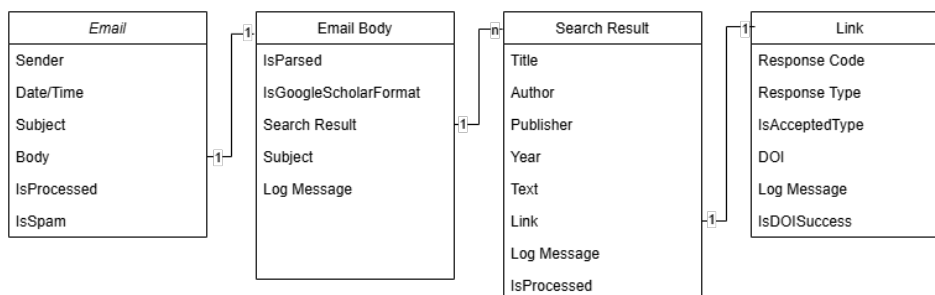 Email
Sender
Date/Time
Subject
Body
IsProcessed
IsSpam
1
1
Email Body
IsParsed
IsGoogleScholarFormat
Search Result
Subject
Log Message
1
n
Search Result
Title
Author
Publisher
Year
Text
Link
Log Message
IsProcessed
1
1
Link
Response Code
Response Type
IsAcceptedType
DOI
Log Message
IsDOISuccess